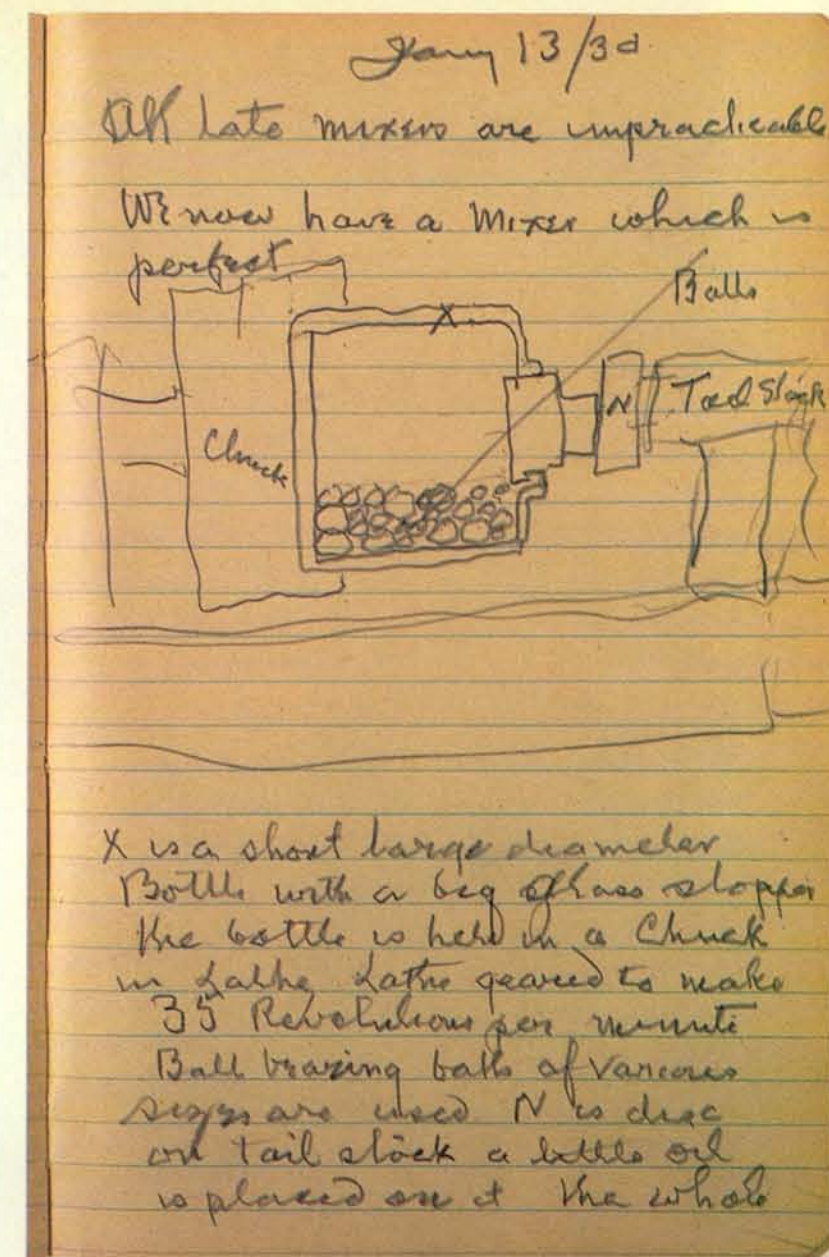 Jany 13/30
All late mixers are impracticable
We now have a Mixer which is
perfect
Balls
X
N
Chuck
Tail Stock
X is a short large diameter
Bottle with a big glass stopper
the bottle is held in a Chuck
in Lathe Lathe geared to make
35 Revolutions per minute
Ball bearing balls of various
sizes are used N is disc
on tail stock a little oil
is placed on it the whole